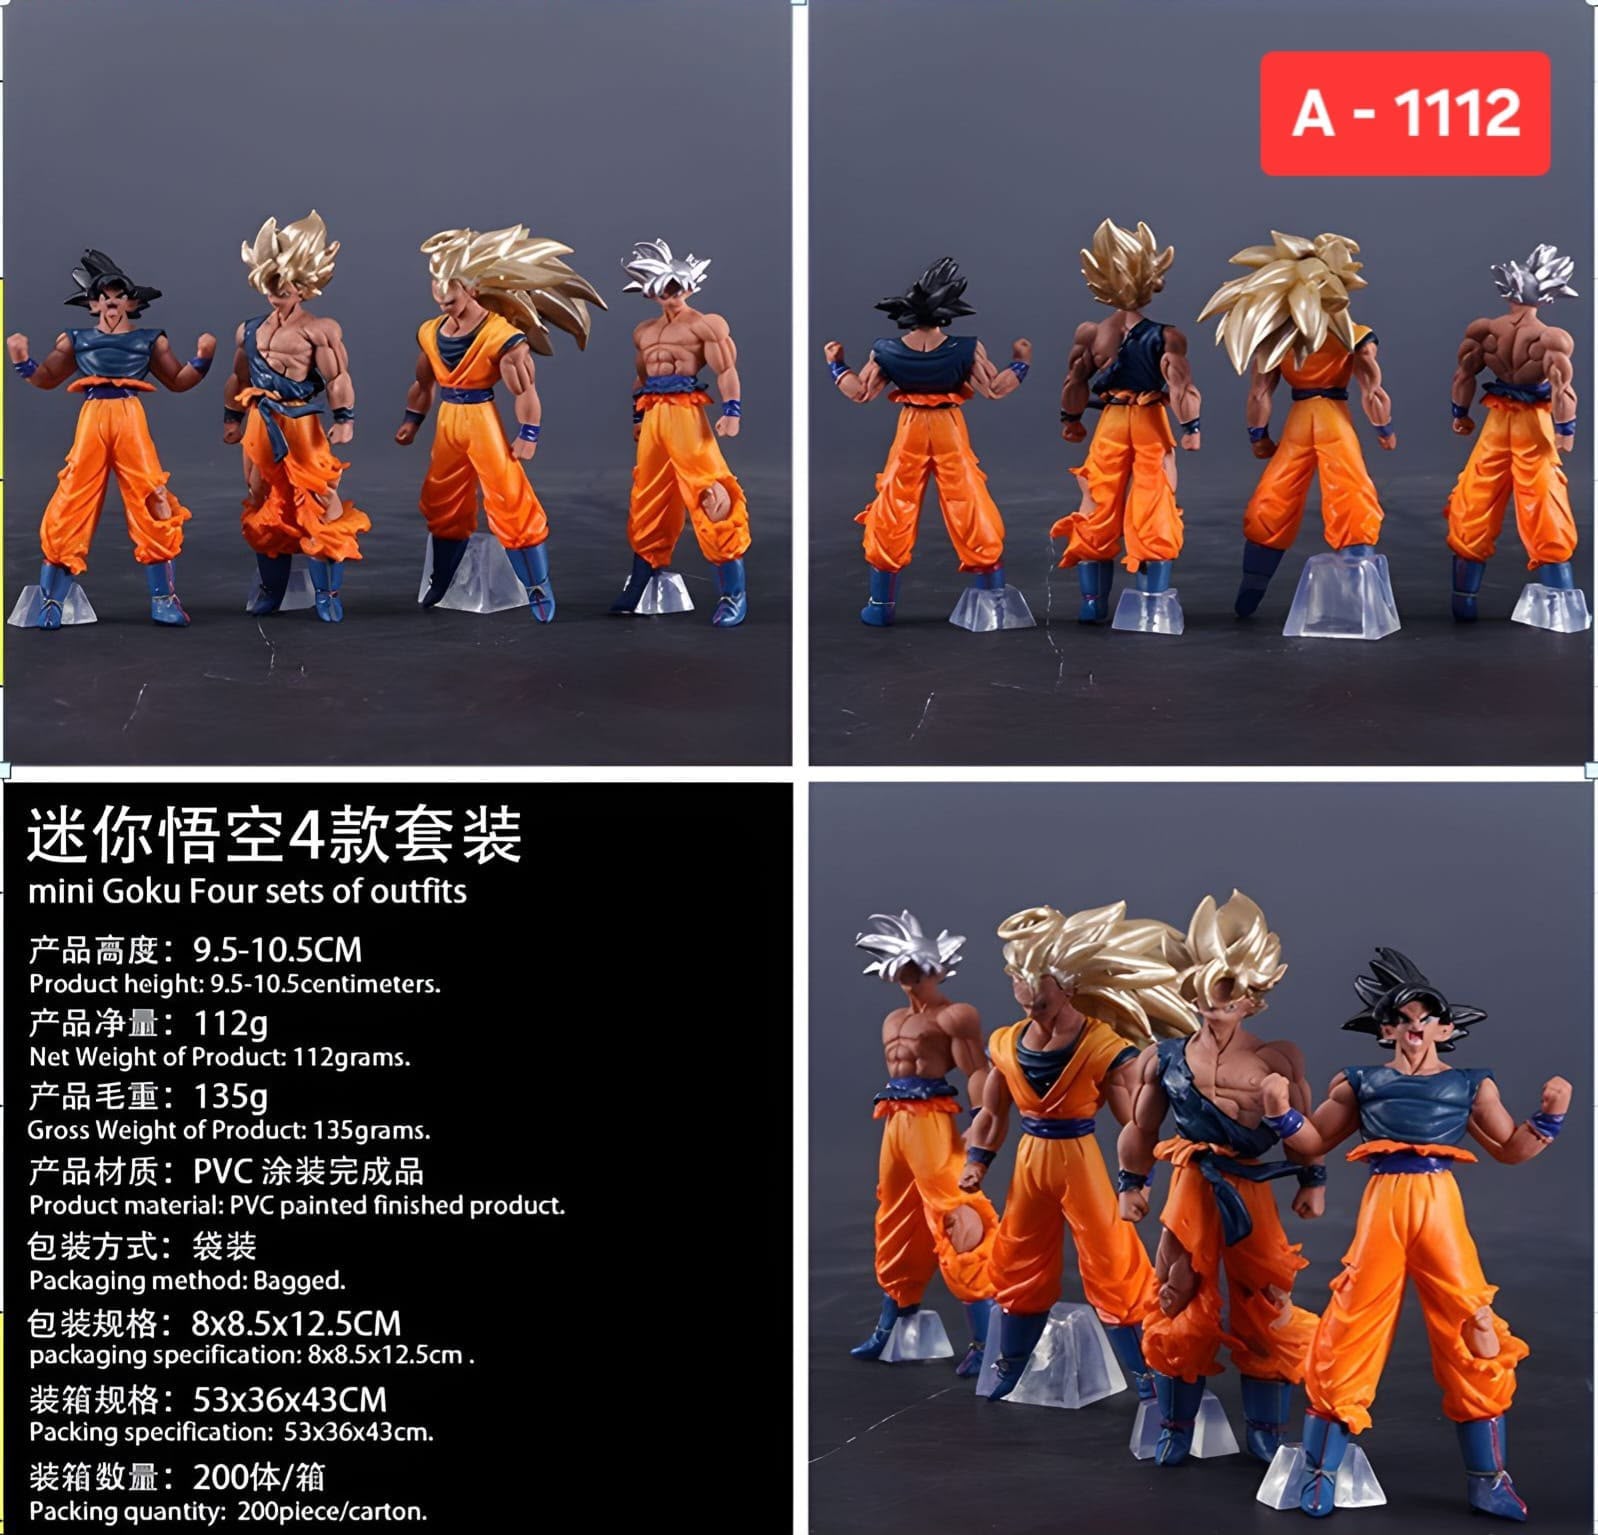 A - 1112
迷你悟空4款套装
mini Goku Four sets of outfits
产品高度：9.5-10.5CM
Product height: 9.5-10.5centimeters.
产品净量：112g
Net Weight of Product: 112grams.
产品毛重：135g
Gross Weight of Product: 135grams.
产品材质：PVC 涂装完成品
Product material: PVC painted finished product.
包装方式：袋装
Packaging method: Bagged.
包装规格：8x8.5x12.5CM
packaging specification: 8x8.5x12.5cm .
装箱规格：53x36x43CM
Packing specification: 53x36x43cm.
装箱数量：200体/箱
Packing quantity: 200piece/carton.